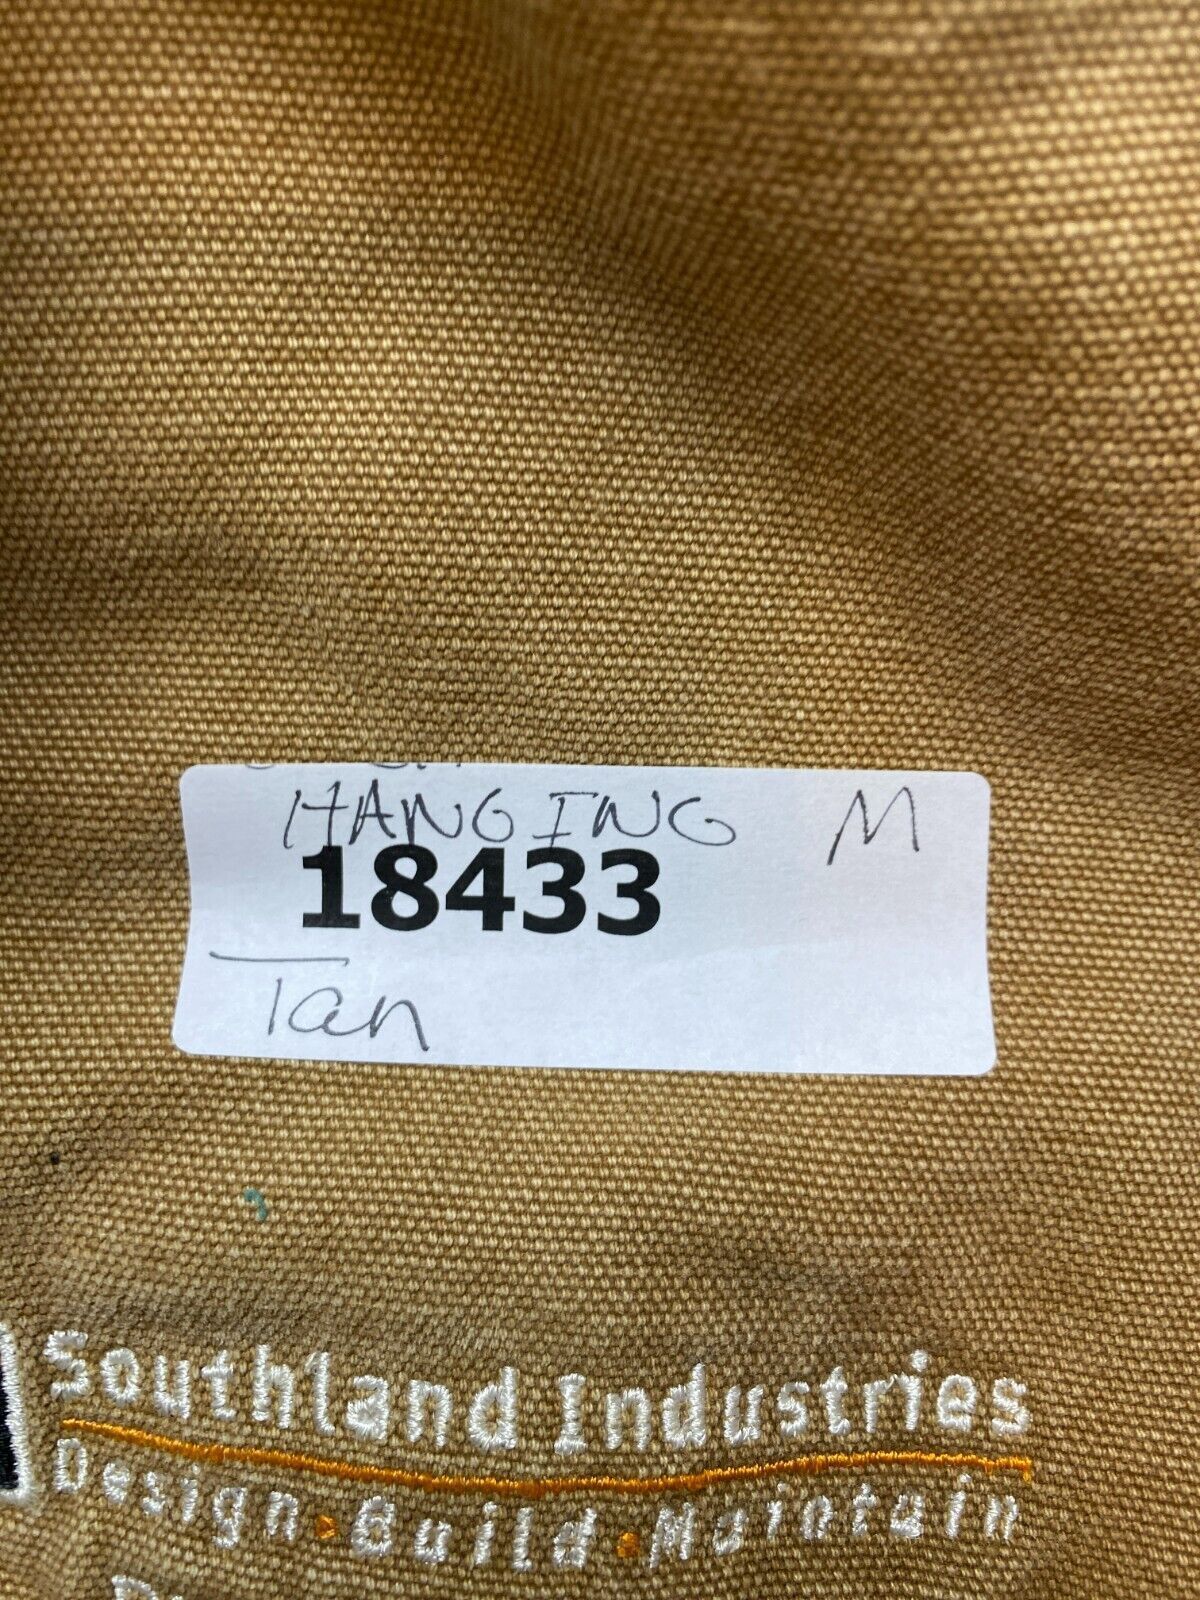 HANGING M
18433
Tan
Southland Industries
Design • Build • Maintain